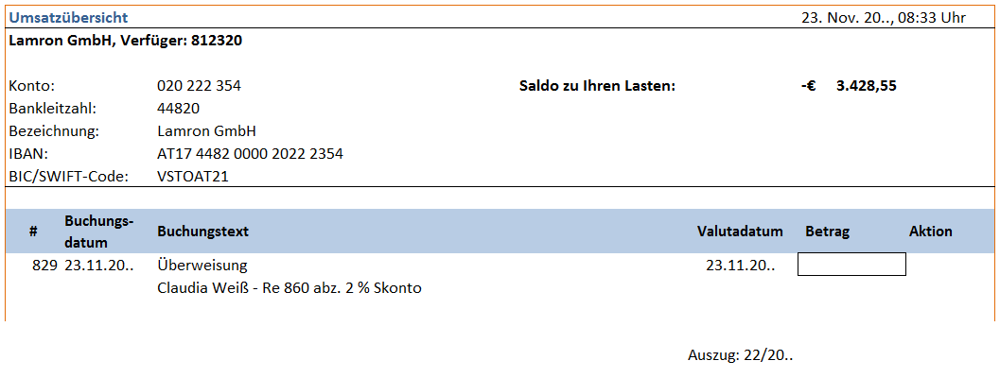 Umsatzübersicht 23. Nov. 20.., 08:33 Uhr
Lamron GmbH, Verfüger: 812320
Konto: 020 222 354 Saldo zu Ihren Lasten: -€ 3.428,55
Bankleitzahl: 44820
Bezeichnung: Lamron GmbH
IBAN: AT17 4482 0000 2022 2354
BIC/SWIFT-Code: VSTOAT21
# Buchungs-
datum Buchungstext Valutadatum Betrag Aktion
829 23.11.20.. Überweisung 23.11.20..
Claudia Weiß - Re 860 abz. 2 % Skonto
Auszug: 22/20..